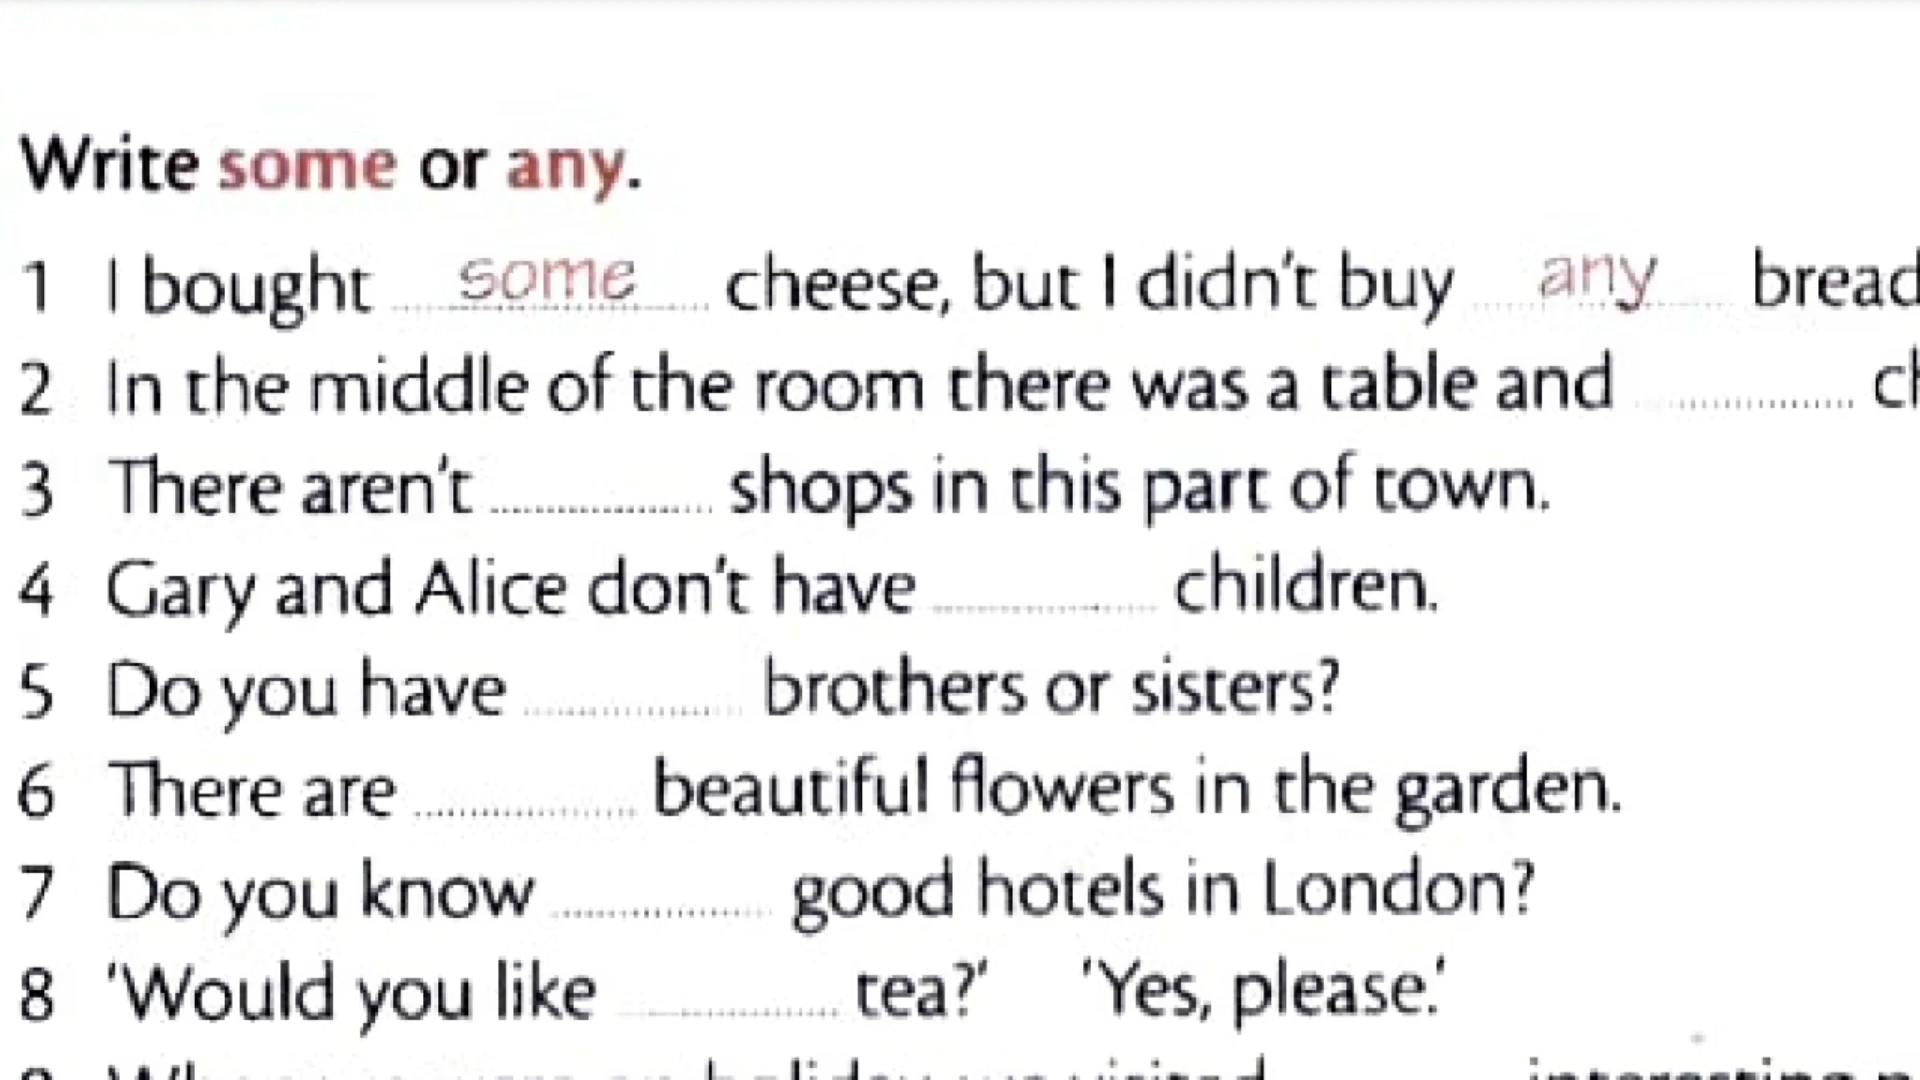 Write some or any.
1 I bought some cheese, but I didn't buy any bread
2 In the middle of the room there was a table and ............
3 There aren't ............ shops in this part of town.
4 Gary and Alice don't have ............ children.
5 Do you have ............ brothers or sisters?
6 There are ............ beautiful flowers in the garden.
7 Do you know ............ good hotels in London?
8 'Would you like ............ tea?' 'Yes, please.'